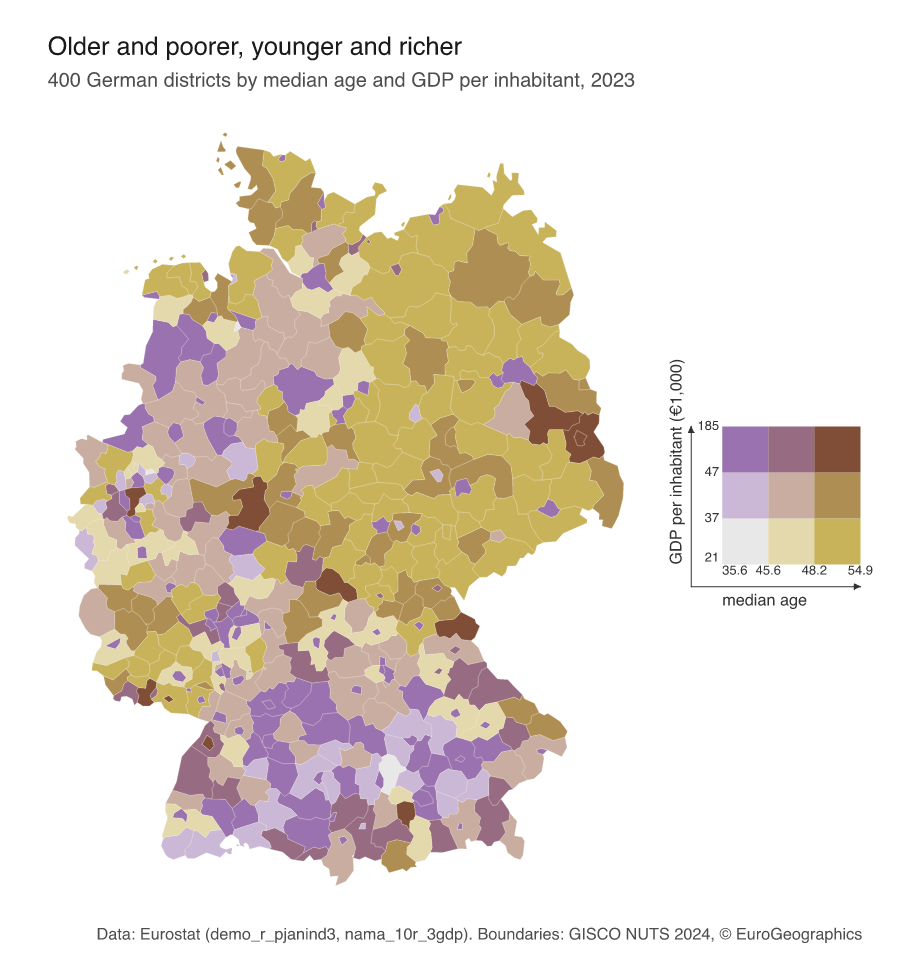 Older and poorer, younger and richer
400 German districts by median age and GDP per inhabitant, 2023
GDP per inhabitant (€1,000)
185
47
37
21
35.6 45.6 48.2 54.9
median age
Data: Eurostat (demo_r_pjanind3, nama_10r_3gdp). Boundaries: GISCO NUTS 2024, © EuroGeographics